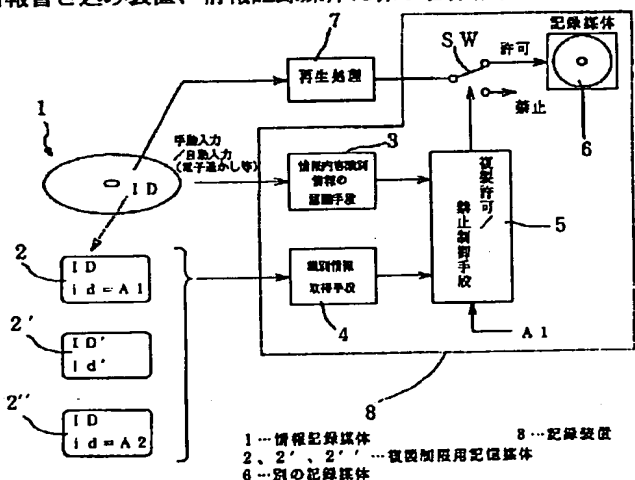 7
再生処理
SW
許可
禁止
記録媒体
6
1
ID
手動入力
/自動入力
(電子透かし等)
3
情報内容識別
情報の
認識手段
複製許可/
禁止制御手段
5
識別情報
取得手段
4
A1
8
2
ID
id=A1
2'
ID'
id'
2''
ID
id=A2
1…情報記録媒体
8…記録装置
2、2'、2''…複製制限用記憶媒体
6…別の記録媒体